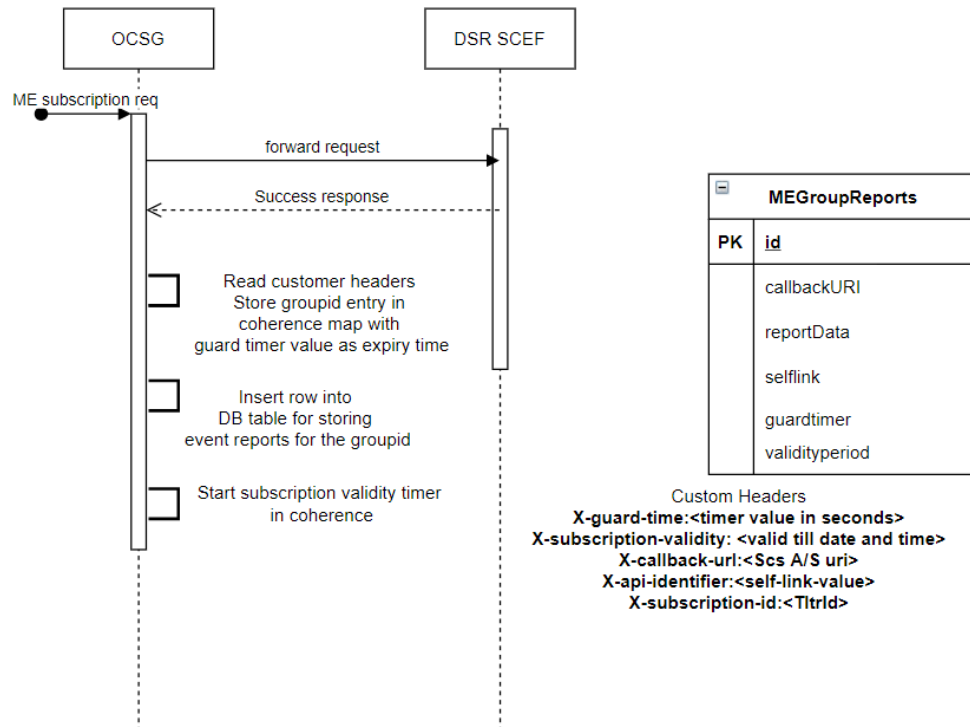 OCSG
DSR SCEF
ME subscription req
forward request
Success response
Read customer headers
Store groupid entry in
coherence map with
guard timer value as expiry time
Insert row into
DB table for storing
event reports for the groupid
Start subscription validity timer
in coherence
MEGroupReports
PK id
callbackURI
reportData
selflink
guardtimer
validityperiod
Custom Headers
X-guard-time:<timer value in seconds>
X-subscription-validity: <valid till date and time>
X-callback-url:<Scs A/S uri>
X-api-identifier:<self-link-value>
X-subscription-id:<TltrId>